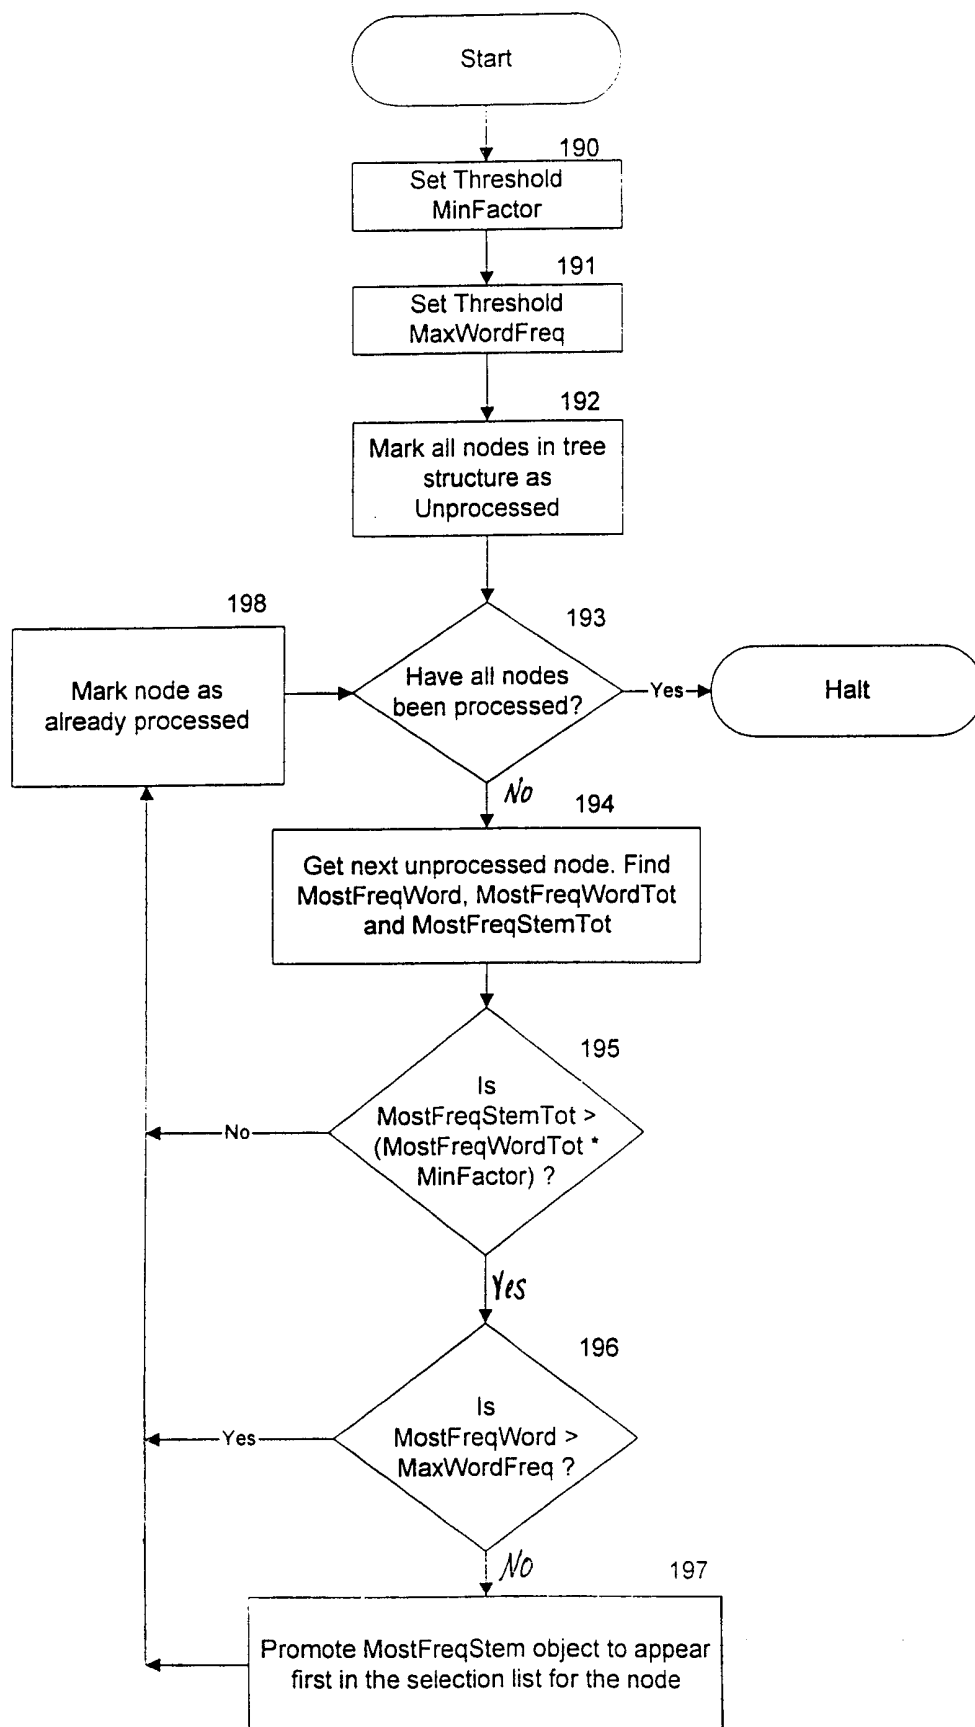 Start
190
Set Threshold
MinFactor
191
Set Threshold
MaxWordFreq
192
Mark all nodes in tree
structure as
Unprocessed
198
Mark node as
already processed
193
Have all nodes
been processed?
Yes
Halt
No
194
Get next unprocessed node. Find
MostFreqWord, MostFreqWordTot
and MostFreqStemTot
195
Is
MostFreqStemTot >
(MostFreqWordTot *
MinFactor) ?
No
Yes
196
Is
MostFreqWord >
MaxWordFreq ?
Yes
No
197
Promote MostFreqStem object to appear
first in the selection list for the node